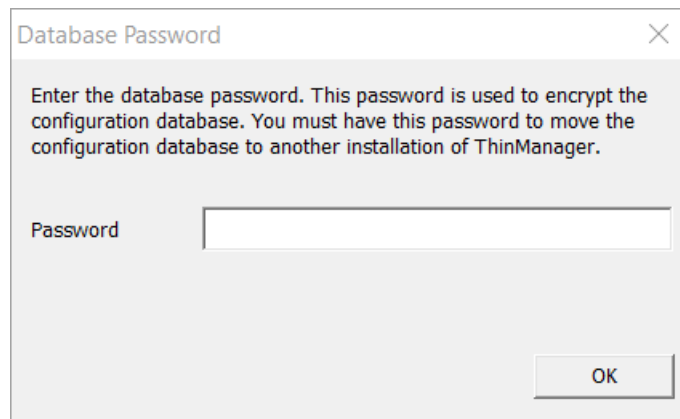 Database Password
Enter the database password. This password is used to encrypt the
configuration database. You must have this password to move the
configuration database to another installation of ThinManager.
Password
OK